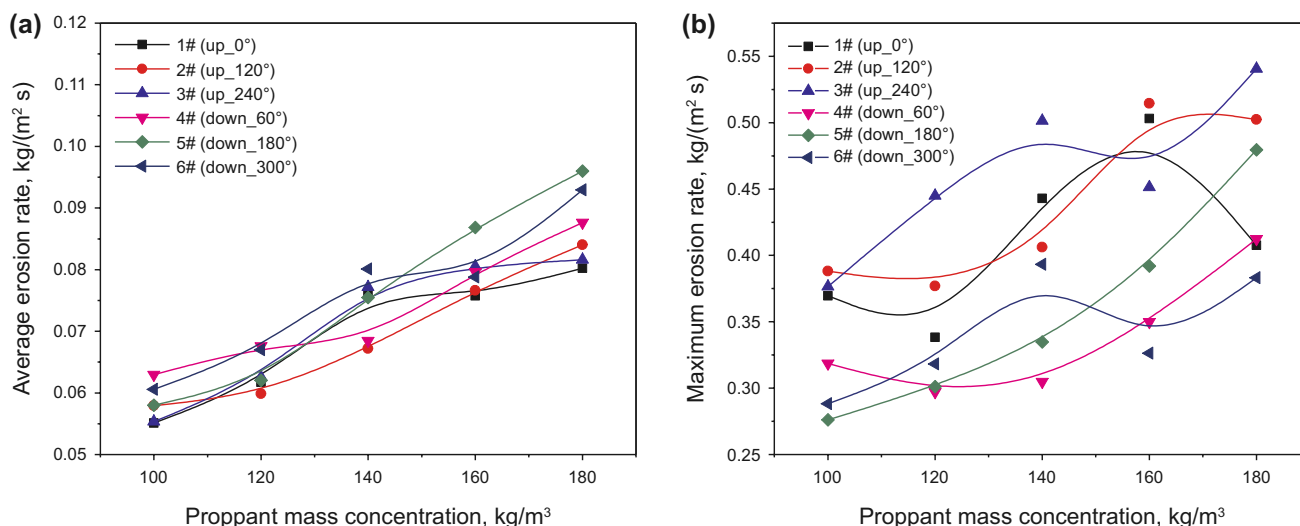 (a)
0.12
0.11
0.10
0.09
0.08
0.07
0.06
0.05
Average erosion rate, kg/(m² s)
1# (up_0°)
2# (up_120°)
3# (up_240°)
4# (down_60°)
5# (down_180°)
6# (down_300°)
100 120 140 160 180
Proppant mass concentration, kg/m³
(b)
0.55
0.50
0.45
0.40
0.35
0.30
0.25
Maximum erosion rate, kg/(m² s)
1# (up_0°)
2# (up_120°)
3# (up_240°)
4# (down_60°)
5# (down_180°)
6# (down_300°)
100 120 140 160 180
Proppant mass concentration, kg/m³